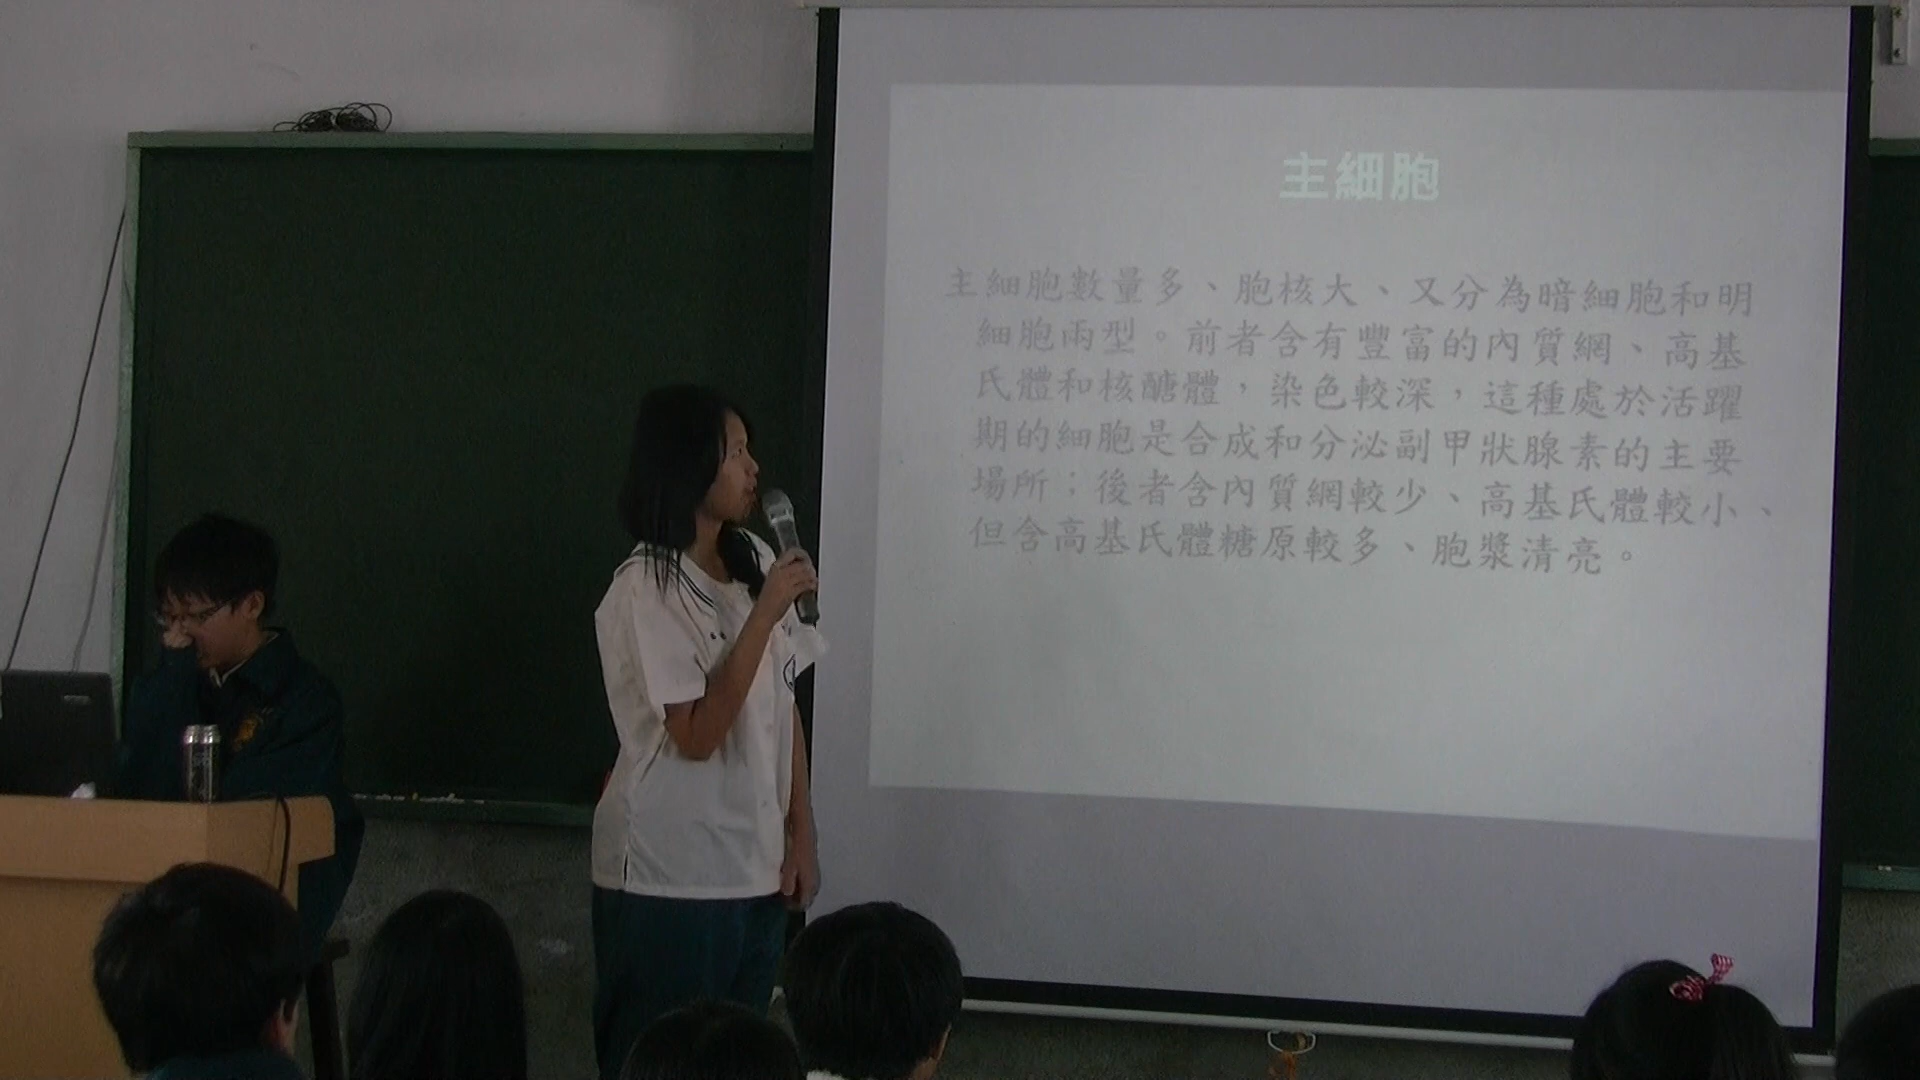 主細胞
主細胞數量多、胞核大、又分為暗細胞和明
細胞兩型。前者含有豐富的內質網、高基
氏體和核醣體，染色較深，這種處於活躍
期的細胞是合成和分泌副甲狀腺素的主要
場所；後者含內質網較少、高基氏體較小、
但含高基氏體糖原較多、胞漿清亮。